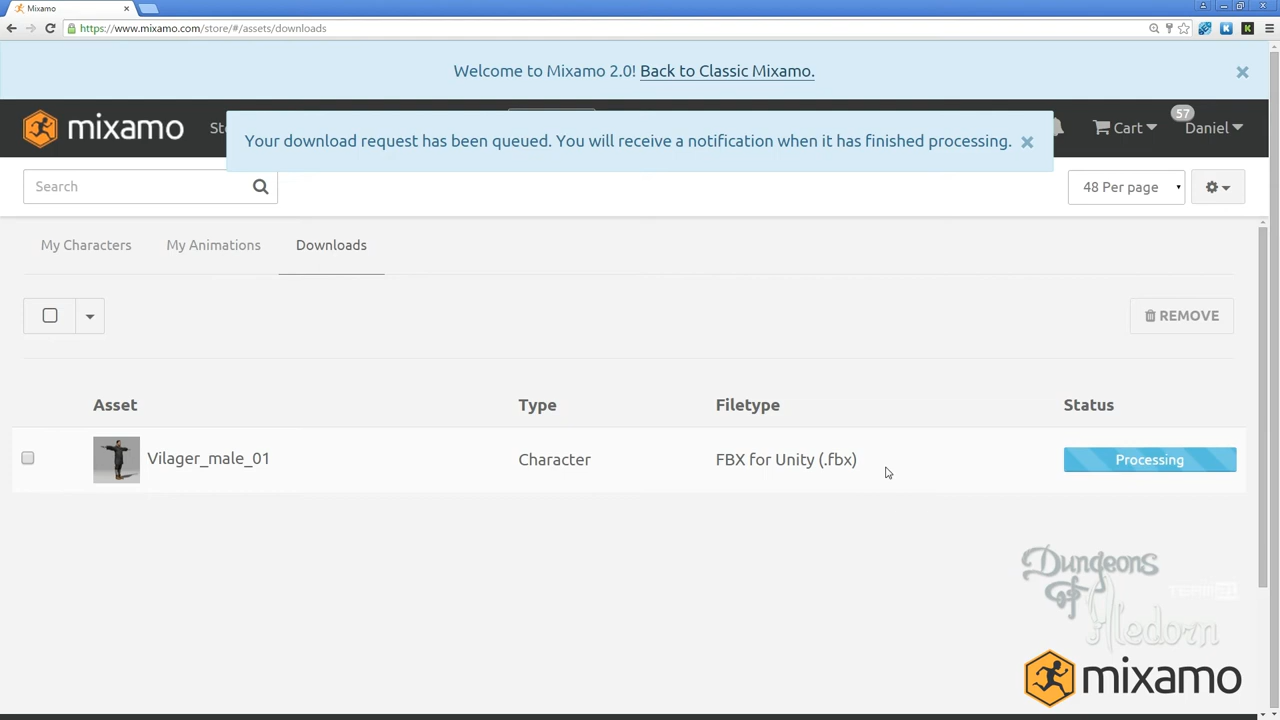 Mixamo
https://www.mixamo.com/store/#/assets/downloads
Welcome to Mixamo 2.0! Back to Classic Mixamo.
mixamo
Your download request has been queued. You will receive a notification when it has finished processing.
Cart
57
Daniel
Search
48 Per page
My Characters
My Animations
Downloads
REMOVE
Asset
Type
Filetype
Status
Vilager_male_01
Character
FBX for Unity (.fbx)
Processing
Dungeons
of
Aledorn
mixamo